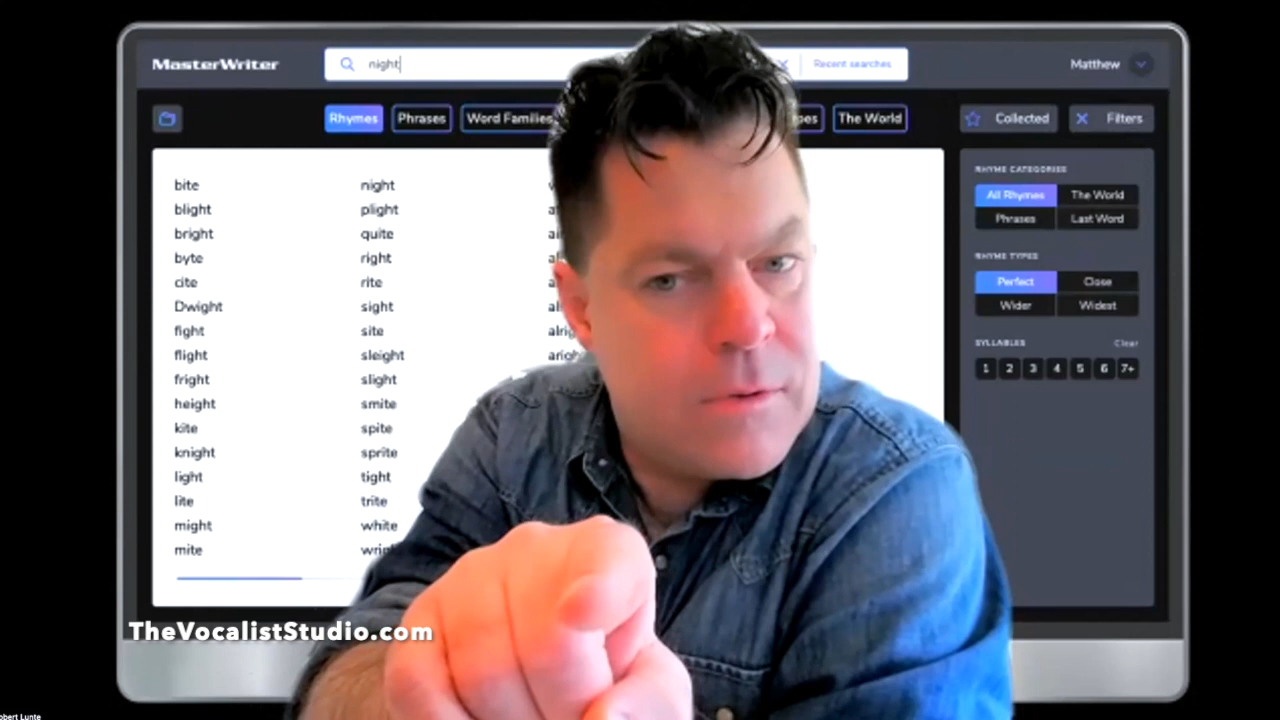 MasterWriter
night
Recent searches
Matthew
Rhymes
Phrases
Word Families
The World
Collected
Filters
bite
blight
bright
byte
cite
Dwight
fight
flight
fright
height
kite
knight
light
lite
might
mite
night
plight
quite
right
rite
sight
site
sleight
slight
smite
spite
sprite
tight
trite
white
RHYME CATEGORIES
All Rhymes
The World
Phrases
Last Word
RHYME TYPES
Perfect
Close
Wider
Widest
SYLLABLES
Clear
1 2 3 4 5 6 7+
TheVocalistStudio.com
Lunte